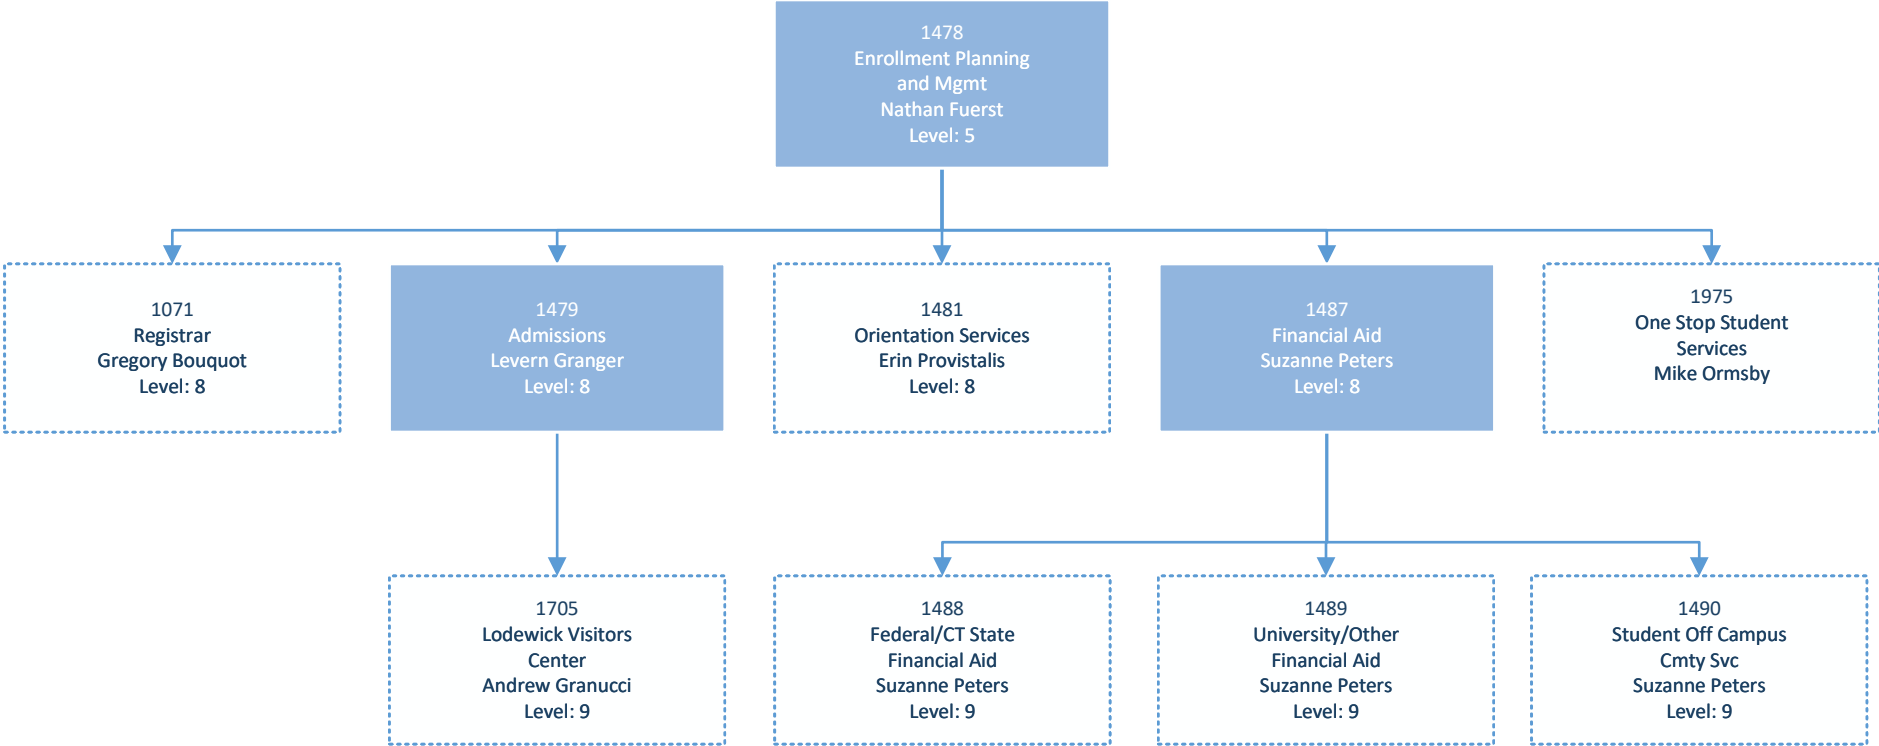 1478
Enrollment Planning
and Mgmt
Nathan Fuerst
Level: 5
1071
Registrar
Gregory Bouquot
Level: 8
1479
Admissions
Levern Granger
Level: 8
1481
Orientation Services
Erin Provistalis
Level: 8
1487
Financial Aid
Suzanne Peters
Level: 8
1975
One Stop Student
Services
Mike Ormsby
1705
Lodewick Visitors
Center
Andrew Granucci
Level: 9
1488
Federal/CT State
Financial Aid
Suzanne Peters
Level: 9
1489
University/Other
Financial Aid
Suzanne Peters
Level: 9
1490
Student Off Campus
Cmty Svc
Suzanne Peters
Level: 9